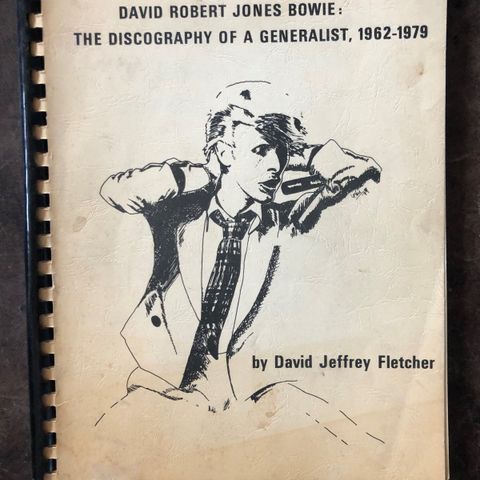 DAVID ROBERT JONES BOWIE:
THE DISCOGRAPHY OF A GENERALIST, 1962-1979
by David Jeffrey Fletcher